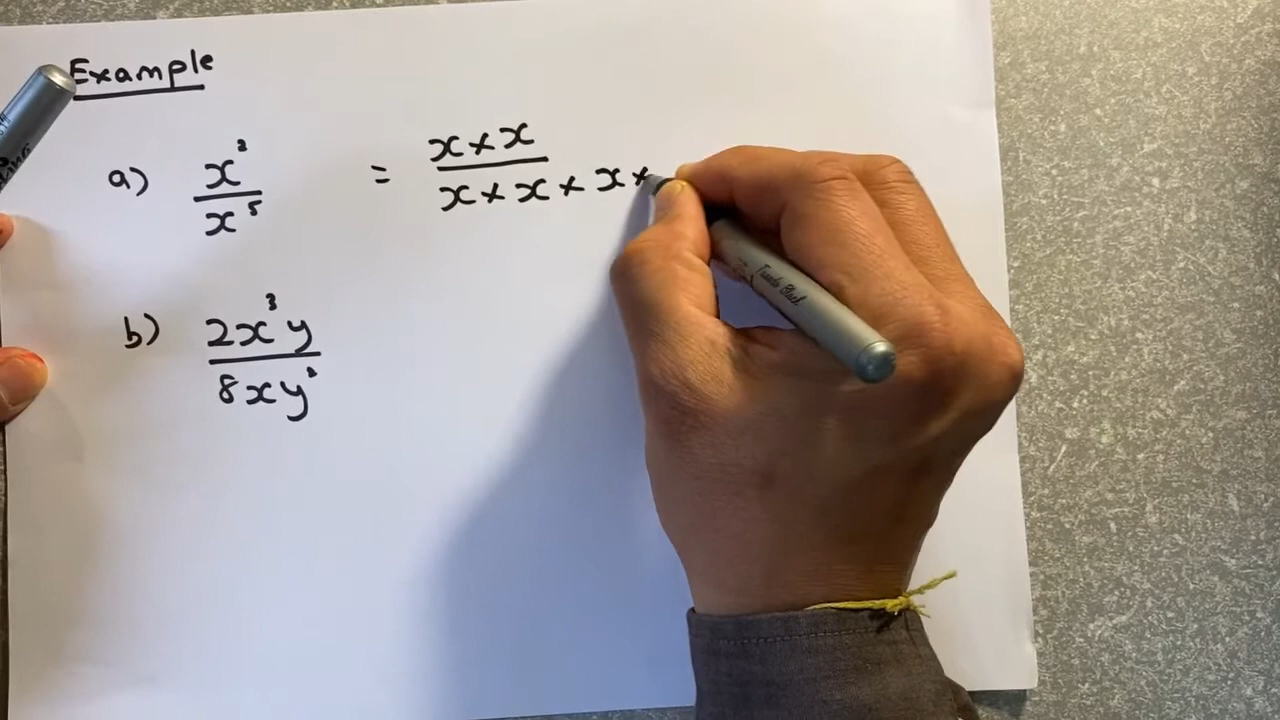 Example
a) x² / x⁵ = x × x / x × x × x ×
b) 2x³y / 8xy²